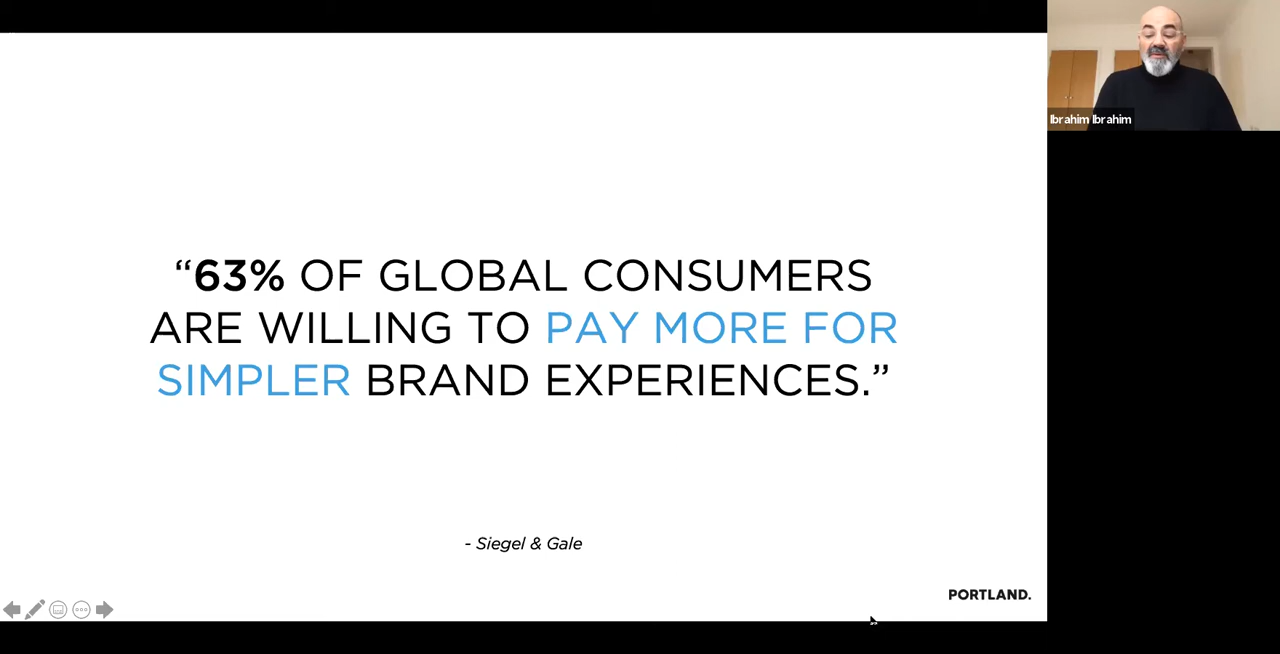 Ibrahim Ibrahim
“63% OF GLOBAL CONSUMERS
ARE WILLING TO PAY MORE FOR
SIMPLER BRAND EXPERIENCES.”
- Siegel & Gale
PORTLAND.